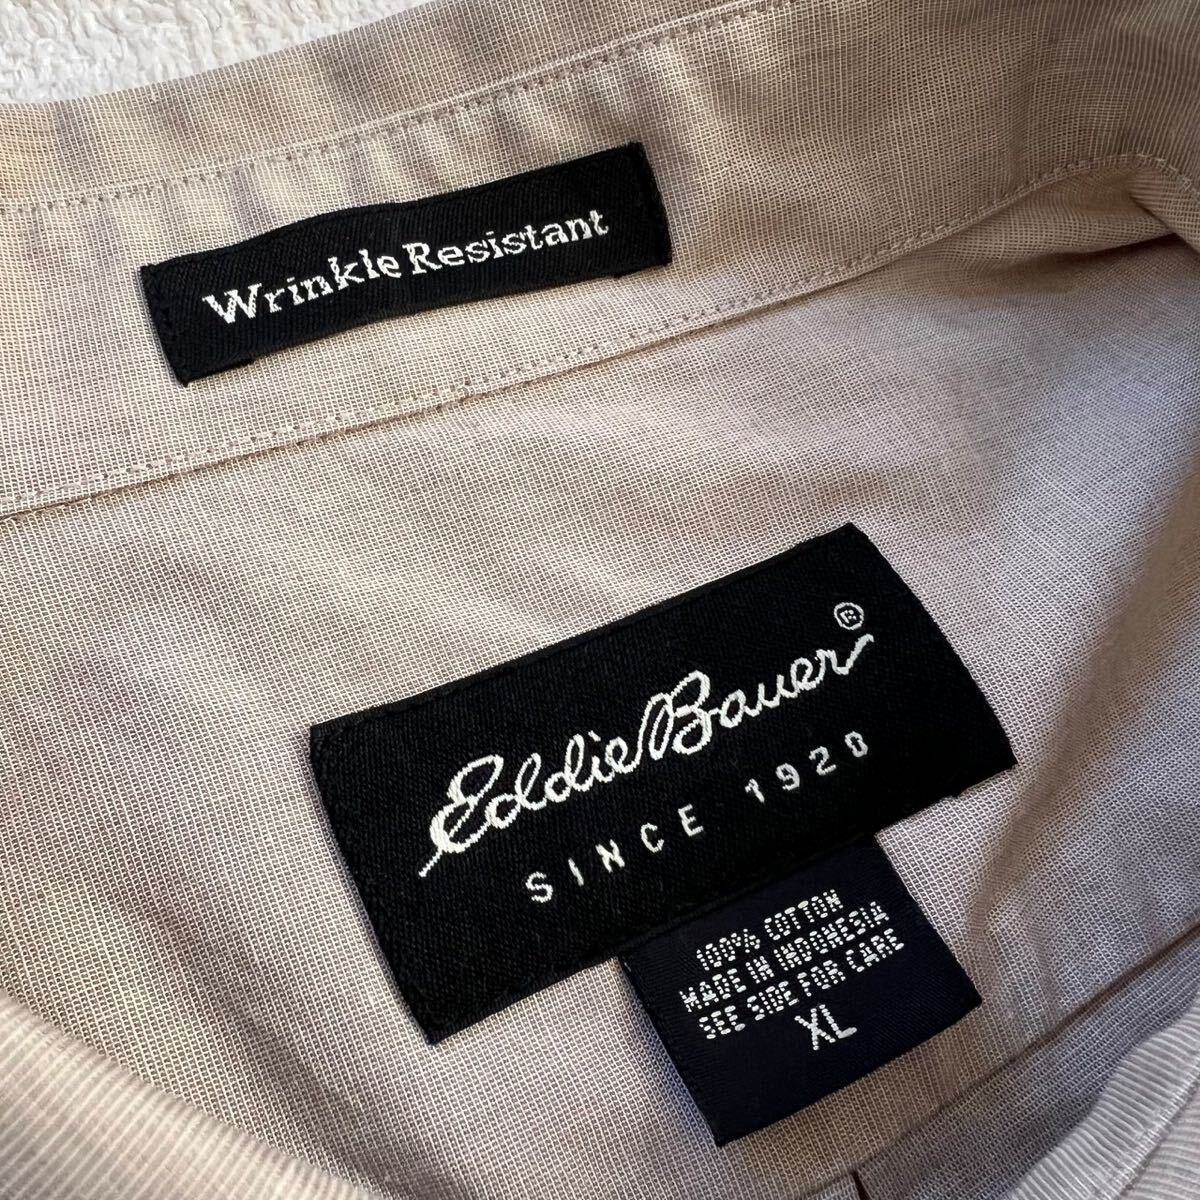 Wrinkle Resistant
Eddie Bauer®
SINCE 1920
100% COTTON
MADE IN INDONESIA
SEE SIDE FOR CARE
XL